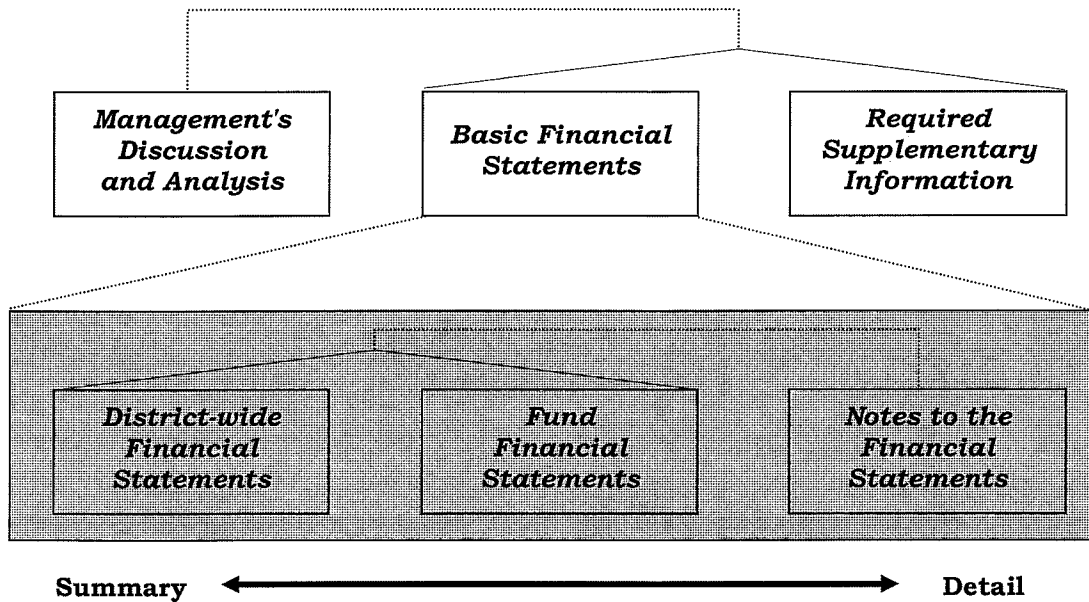 Management's
Discussion
and Analysis
Basic Financial
Statements
Required
Supplementary
Information
District-wide
Financial
Statements
Fund
Financial
Statements
Notes to the
Financial
Statements
Summary
Detail